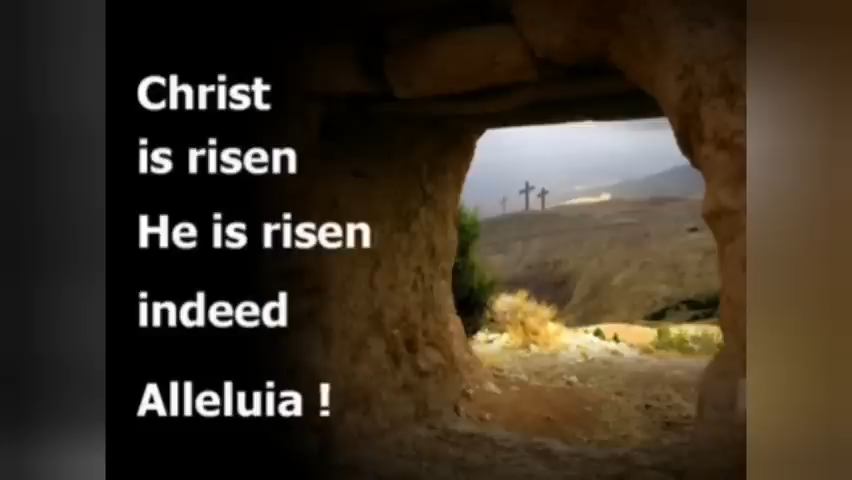 Christ
is risen
He is risen
indeed
Alleluia !